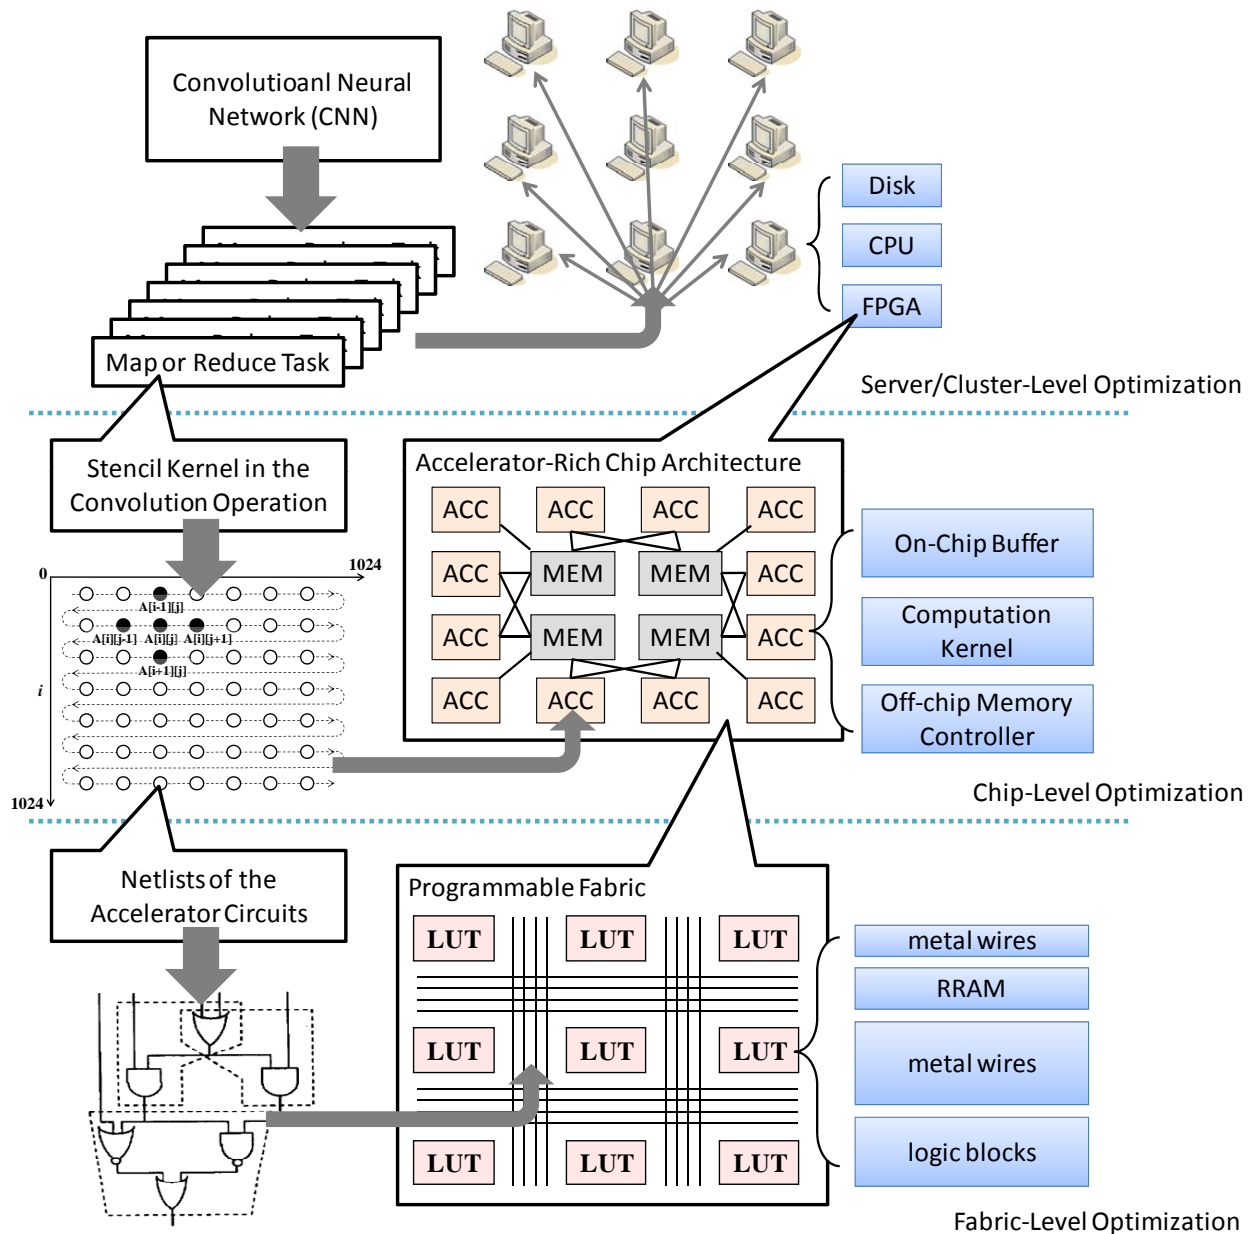 Convolutioanl Neural
Network (CNN)
Map or Reduce Task
Disk
CPU
FPGA
Server/Cluster-Level Optimization
Stencil Kernel in the
Convolution Operation
0
1024
A[i-1][j]
A[i][j-1]
A[i][j]
A[i][j+1]
A[i+1][j]
i
1024
Accelerator-Rich Chip Architecture
ACC
ACC
ACC
ACC
ACC
MEM
MEM
ACC
ACC
MEM
MEM
ACC
ACC
ACC
ACC
ACC
On-Chip Buffer
Computation
Kernel
Off-chip Memory
Controller
Chip-Level Optimization
Netlists of the
Accelerator Circuits
Programmable Fabric
LUT
LUT
LUT
LUT
LUT
LUT
LUT
LUT
LUT
metal wires
RRAM
metal wires
logic blocks
Fabric-Level Optimization